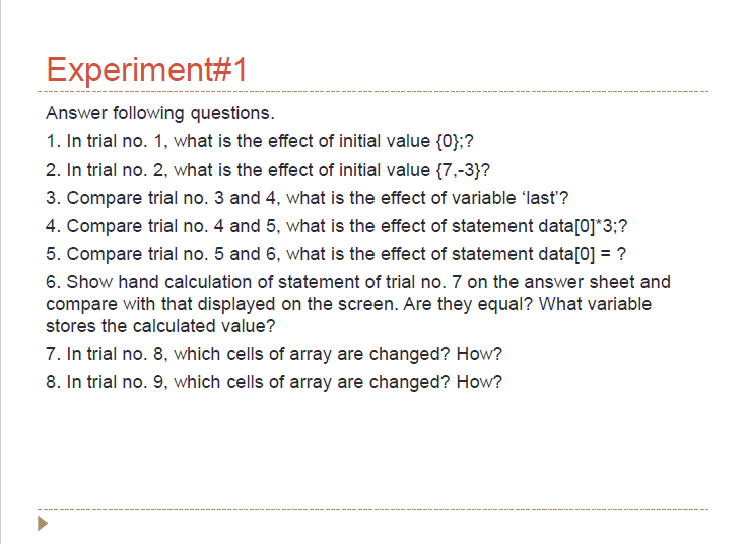 Experiment#1
Answer following questions.
1. In trial no. 1, what is the effect of initial value {0};?
2. In trial no. 2, what is the effect of initial value {7,-3}?
3. Compare trial no. 3 and 4, what is the effect of variable ‘last’?
4. Compare trial no. 4 and 5, what is the effect of statement data[0]*3;?
5. Compare trial no. 5 and 6, what is the effect of statement data[0] = ?
6. Show hand calculation of statement of trial no. 7 on the answer sheet and
compare with that displayed on the screen. Are they equal? What variable
stores the calculated value?
7. In trial no. 8, which cells of array are changed? How?
8. In trial no. 9, which cells of array are changed? How?